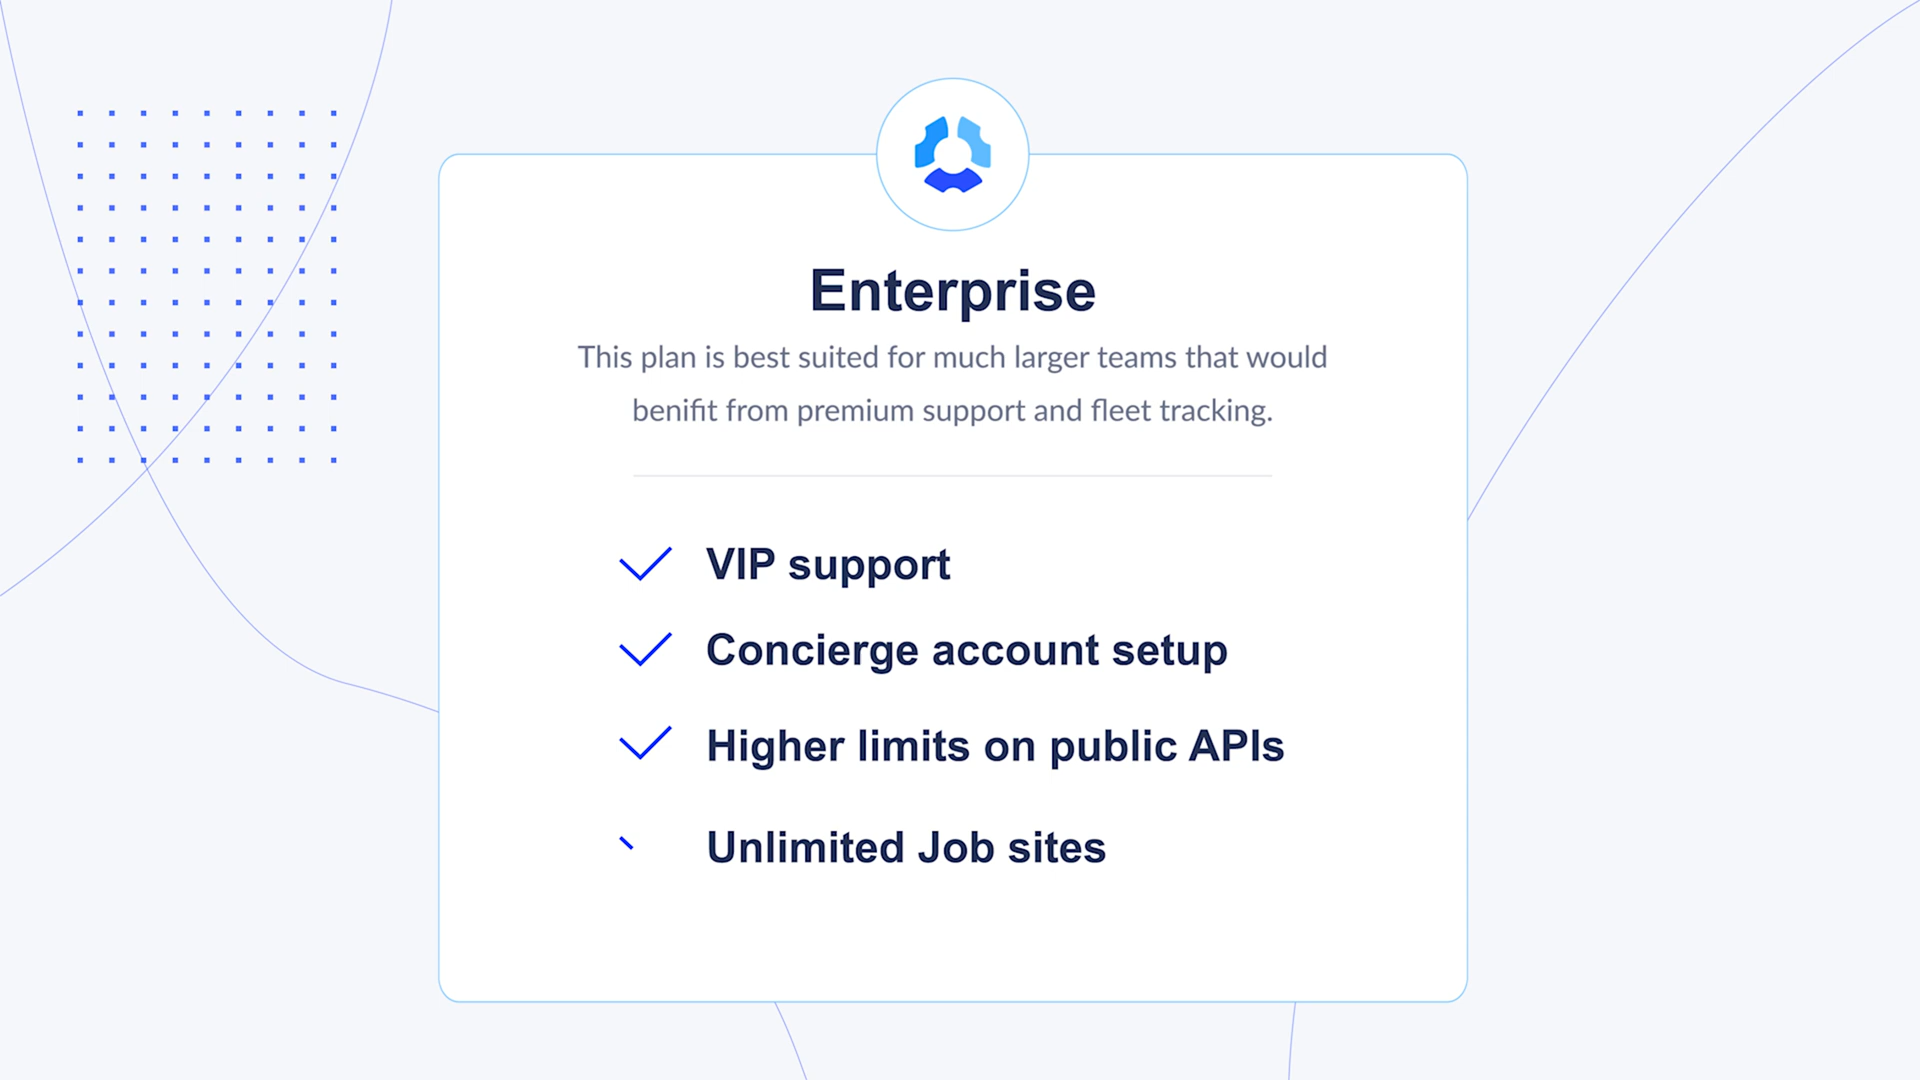 Enterprise
This plan is best suited for much larger teams that would
benifit from premium support and fleet tracking.
VIP support
Concierge account setup
Higher limits on public APIs
Unlimited Job sites